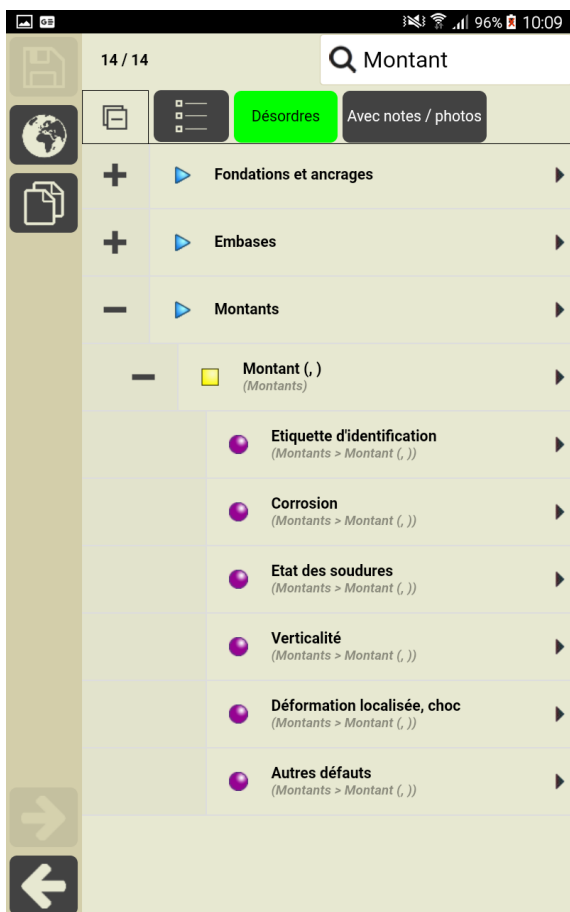 GE
96% 10:09
14 / 14
Montant
Désordres
Avec notes / photos
Fondations et ancrages
Embases
Montants
Montant (, )
(Montants)
Etiquette d'identification
(Montants > Montant (, ))
Corrosion
(Montants > Montant (, ))
Etat des soudures
(Montants > Montant (, ))
Verticalité
(Montants > Montant (, ))
Déformation localisée, choc
(Montants > Montant (, ))
Autres défauts
(Montants > Montant (, ))